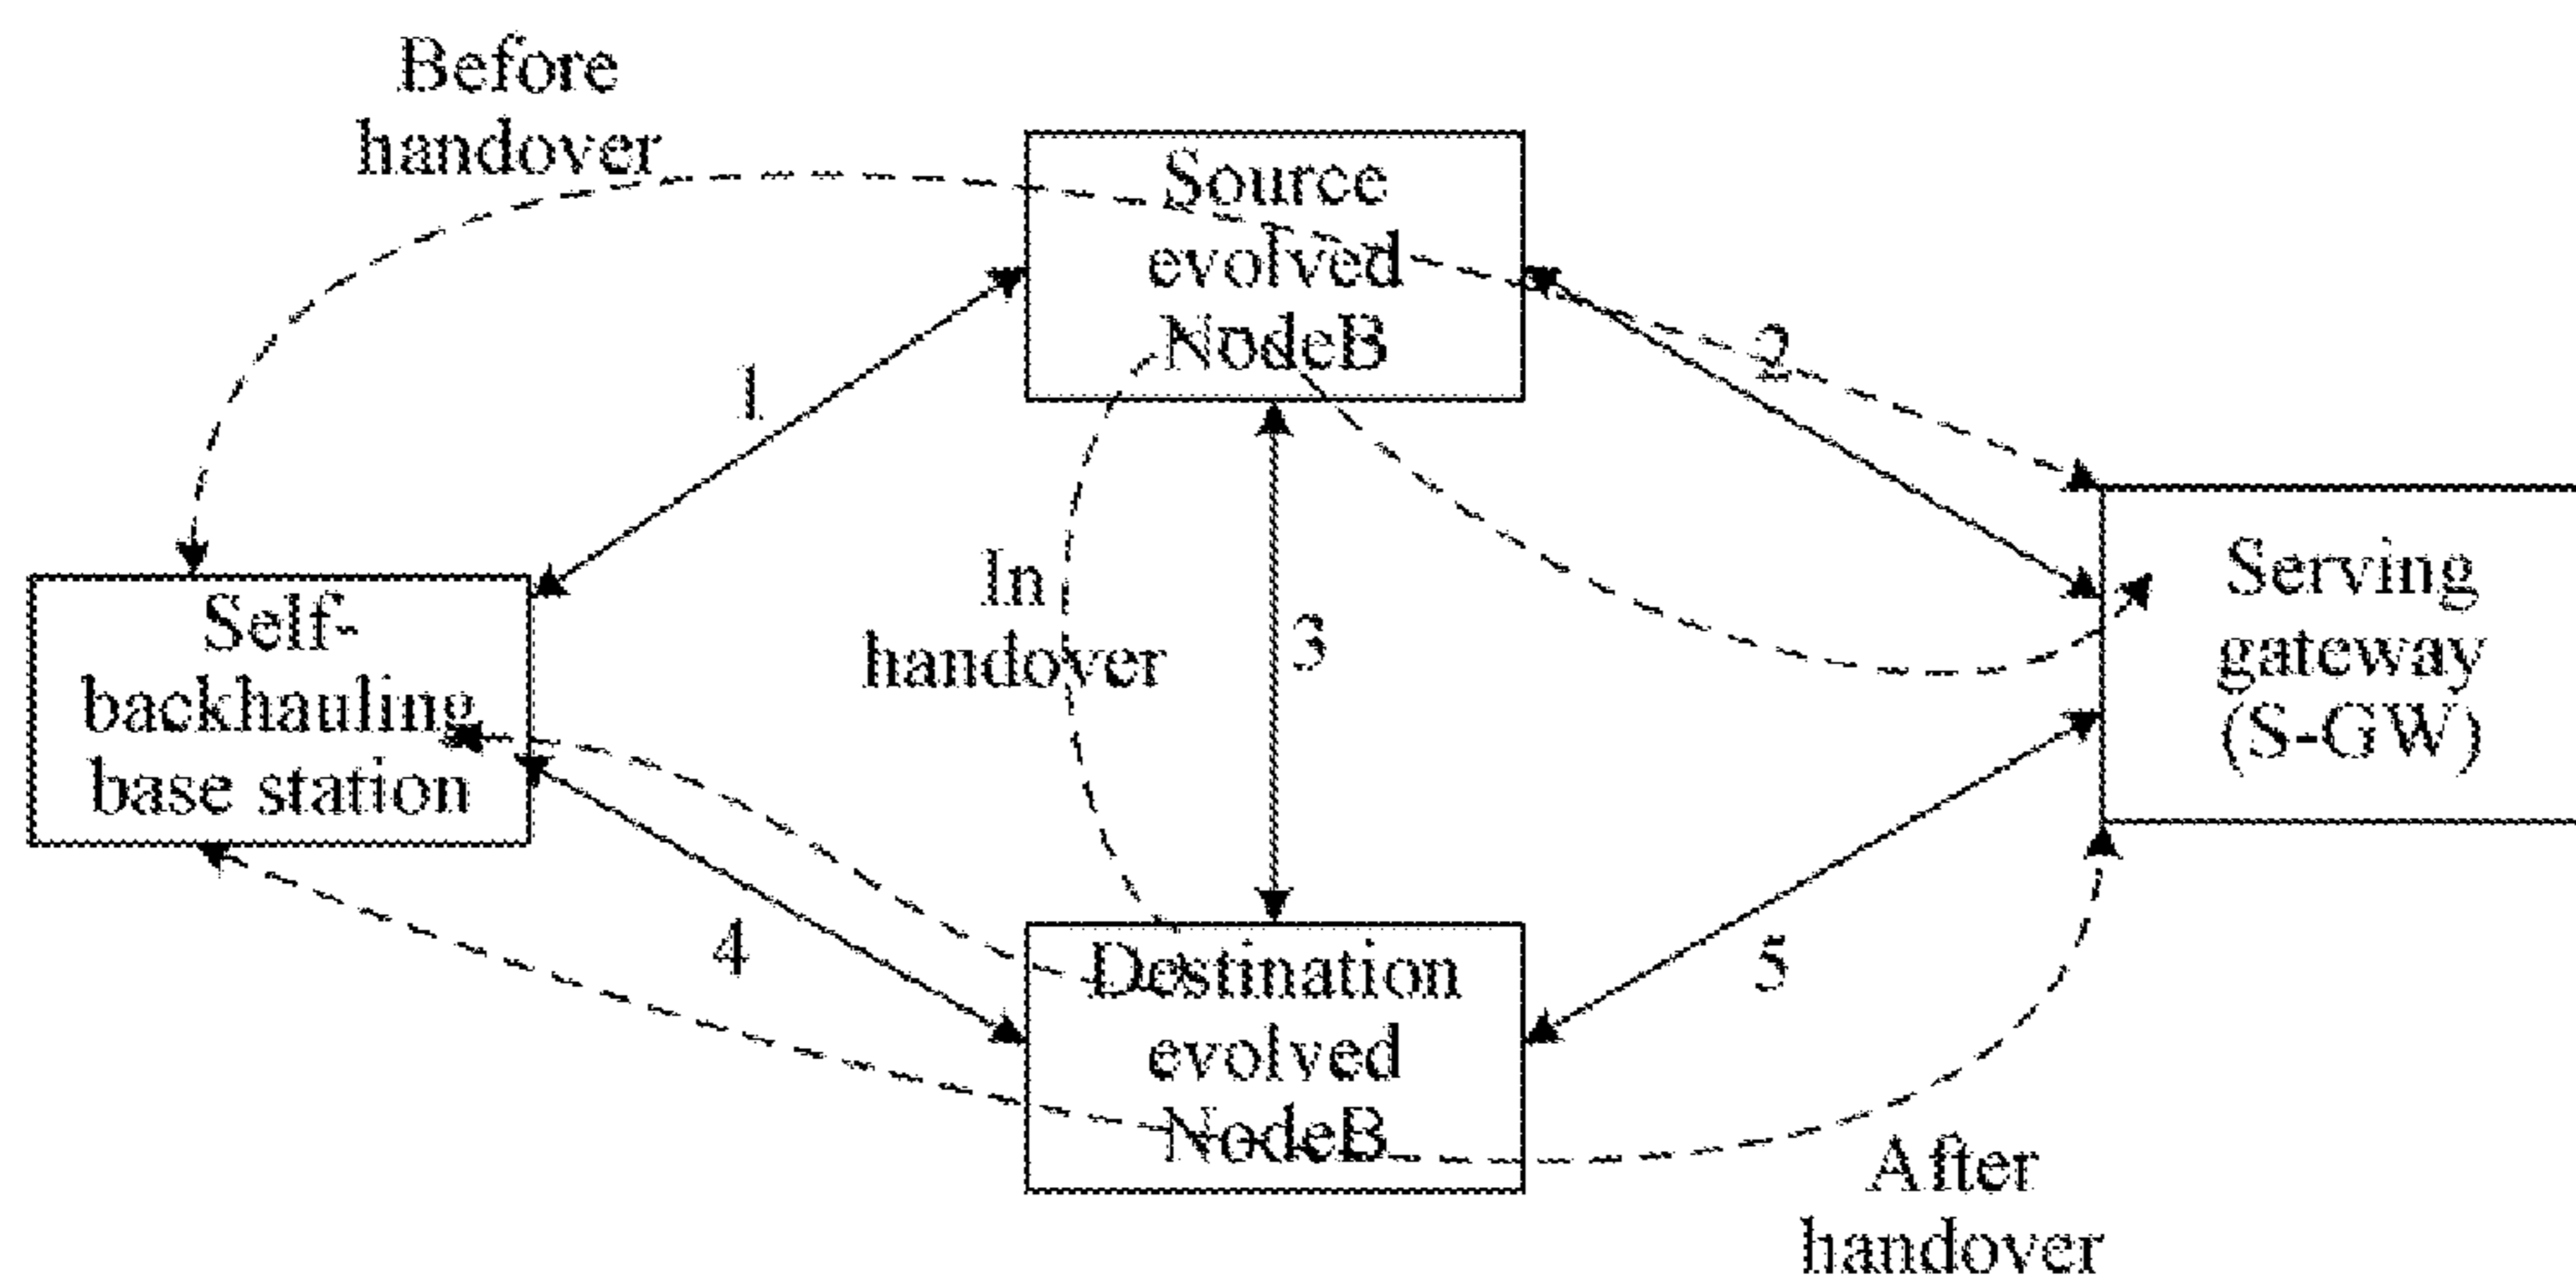 Before
handover
Source
evolved
NodeB
1
2
Self-
backhauling
base station
In
handover
3
Serving
gateway
(S-GW)
4
Destination
evolved
NodeB
5
After
handover